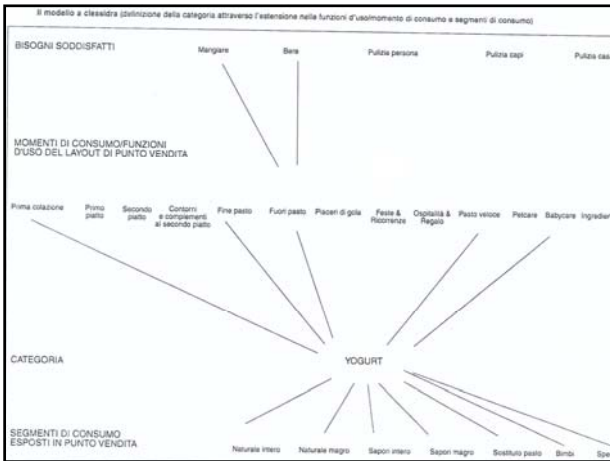 Il modello a clessidra (definizione della categoria attraverso l'estensione nelle funzioni d'uso/momento di consumo e segmenti di consumo)
BISOGNI SODDISFATTI
Mangiare Bere Pulizia persona Pulizia capi Pulizia cas
MOMENTI DI CONSUMO/FUNZIONI
D'USO DEL LAYOUT DI PUNTO VENDITA
Prima colazione Primo piatto Secondo piatto Contorni e complementi al secondo piatto Fine pasto Fuori pasto Piaceri di gola Feste & Ricorrenze Ospitalità & Regalo Pasto veloce Petcare Babycare Ingredien
CATEGORIA YOGURT
SEGMENTI DI CONSUMO
ESPOSTI IN PUNTO VENDITA
Naturale intero Naturale magro Sapori intero Sapori magro Sostituto pasto Bimbi Spe